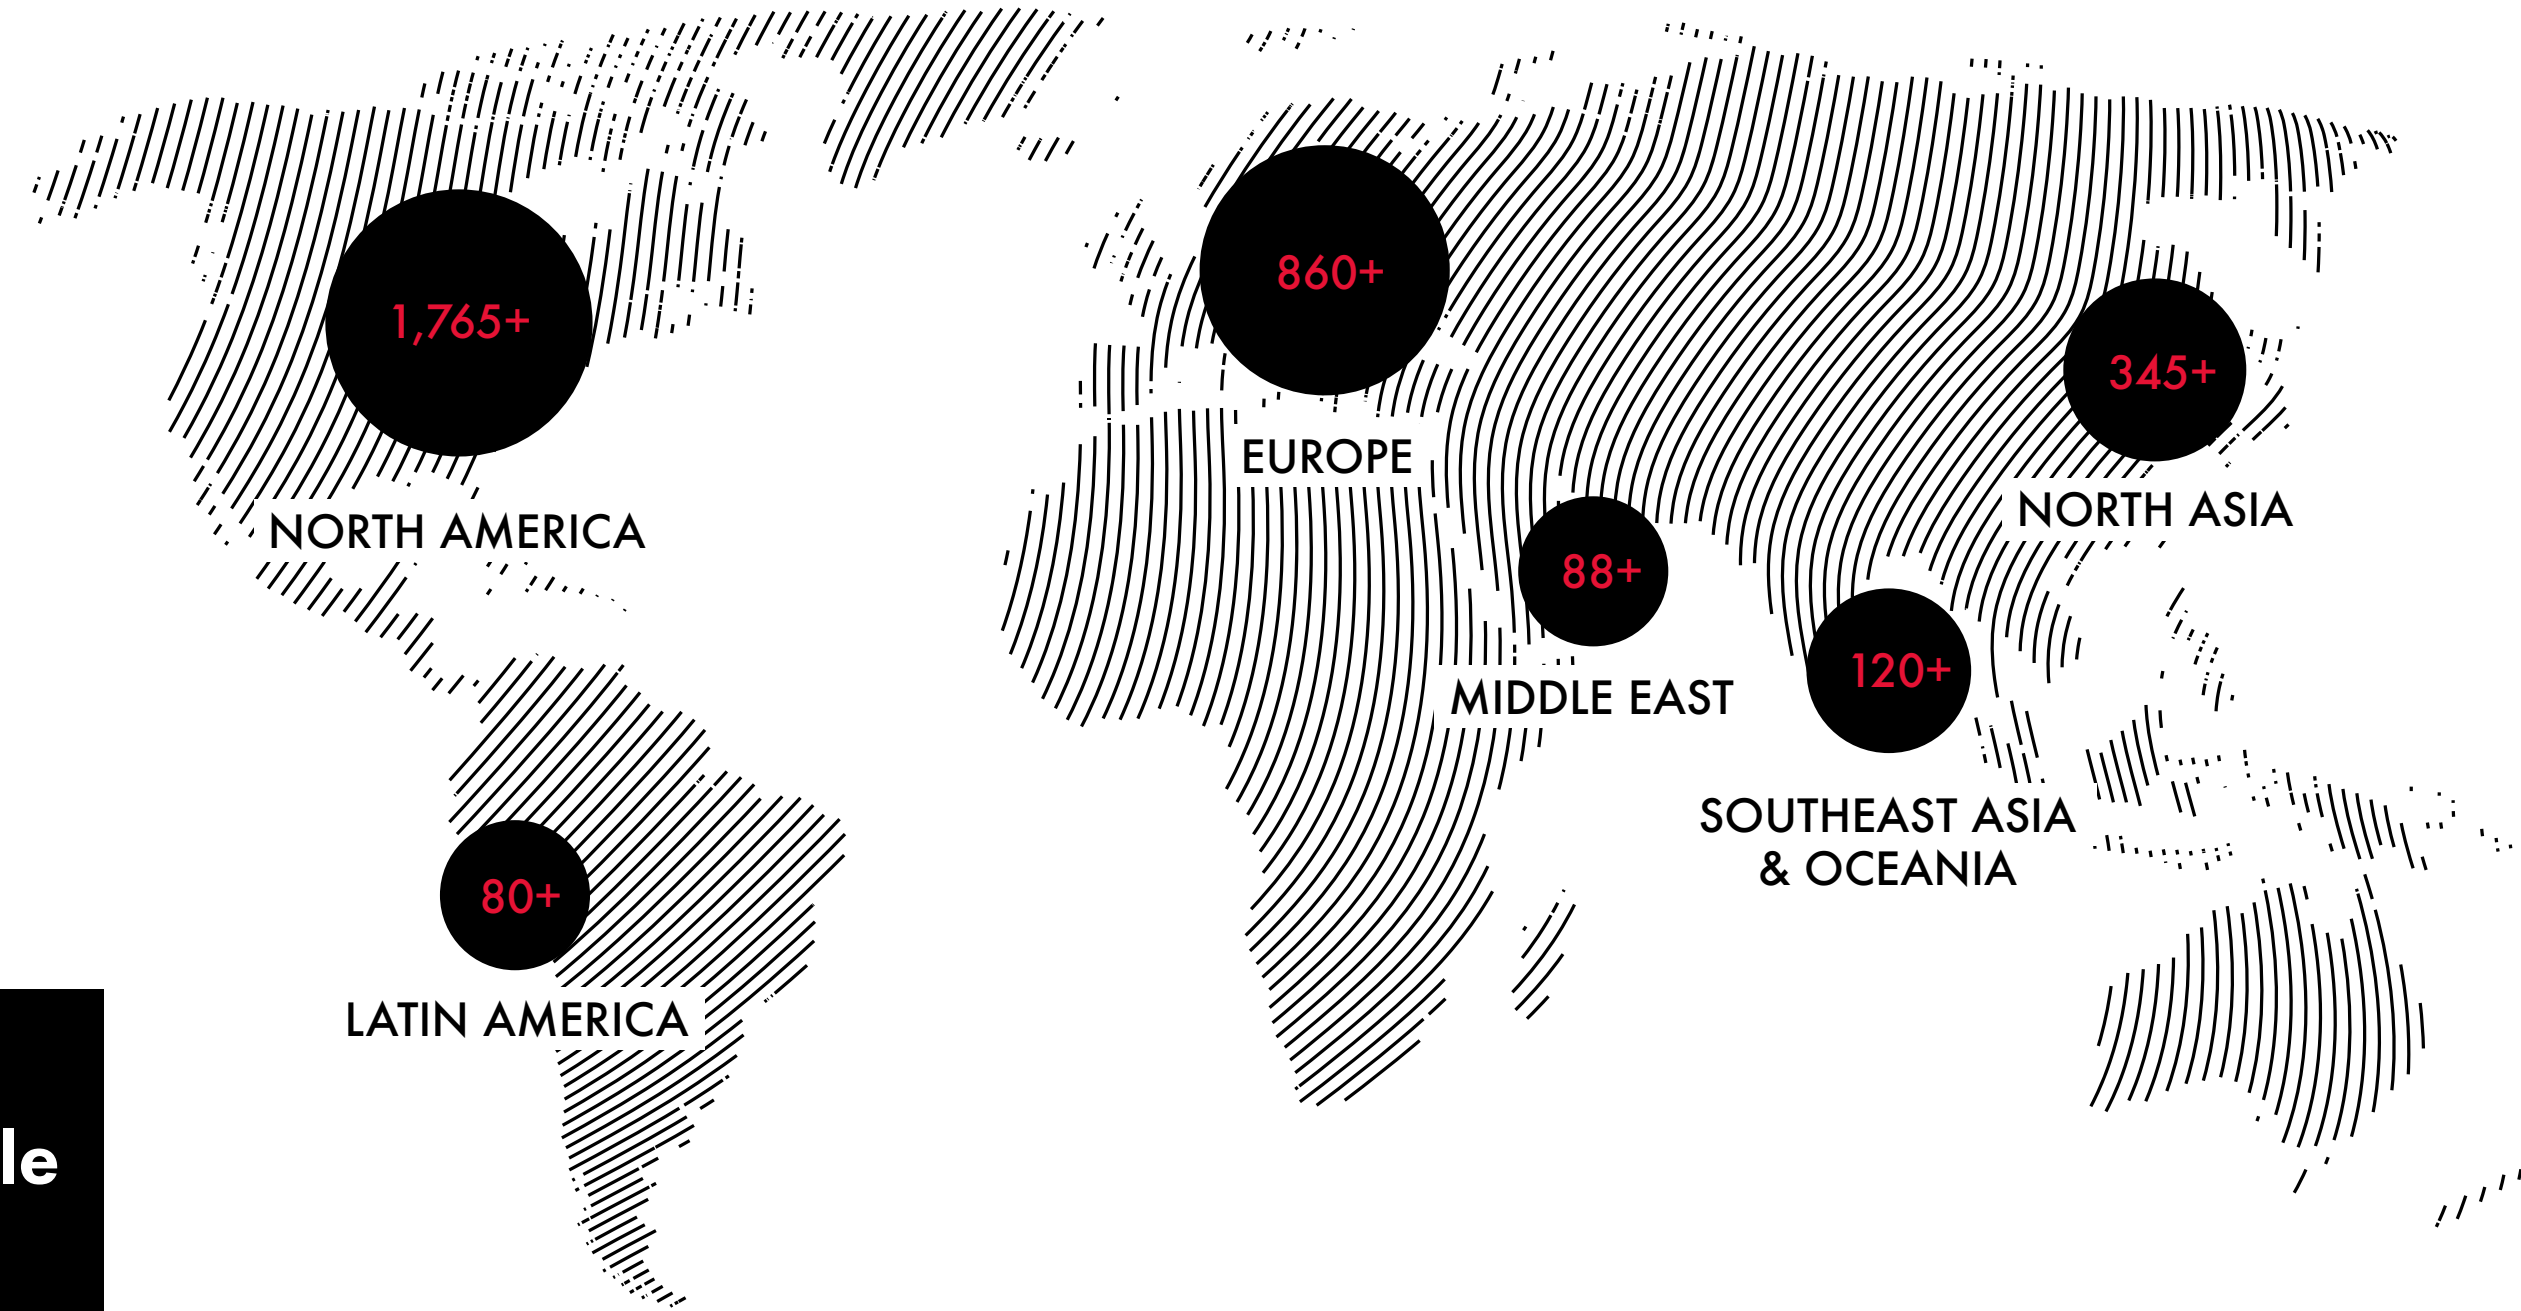 1,765+
NORTH AMERICA
860+
EUROPE
345+
NORTH ASIA
88+
MIDDLE EAST
120+
SOUTHEAST ASIA
& OCEANIA
80+
LATIN AMERICA
le